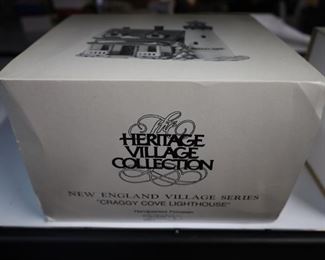 The
HERITAGE
VILLAGE
COLLECTION
NEW ENGLAND VILLAGE SERIES
"CRAGGY COVE LIGHTHOUSE"
Handpainted Porcelain